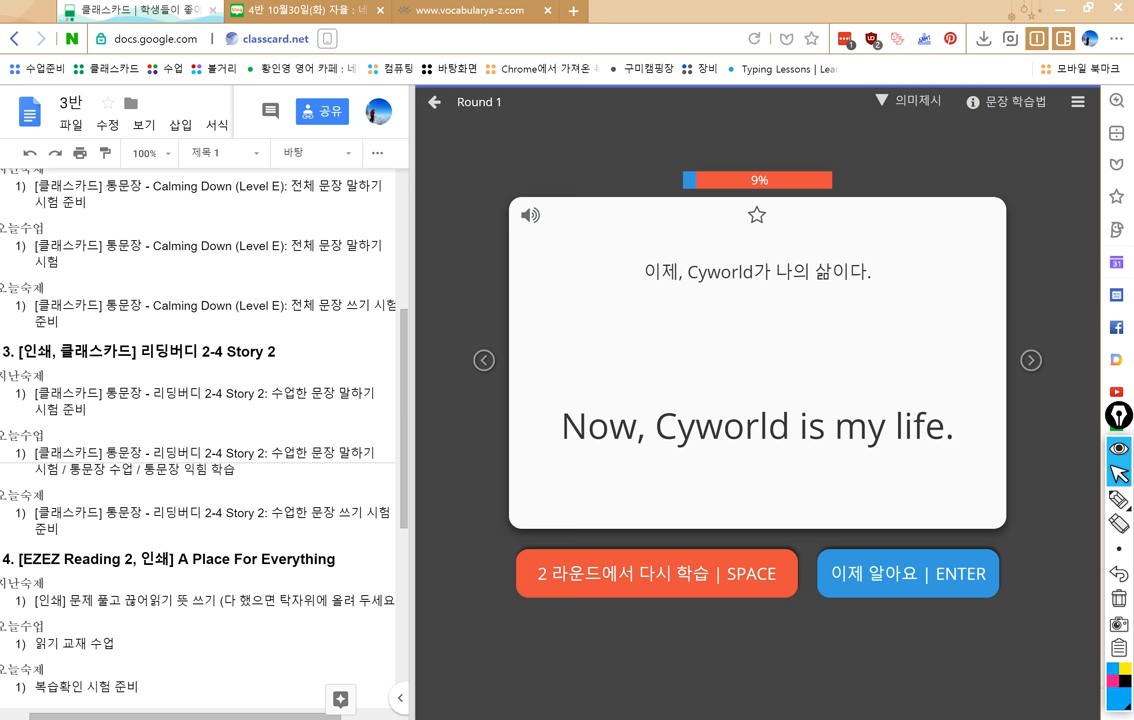 클래스카드 | 학생들이 좋아
4반 10월30일(화) 자율 : 네
www.vocabularya-z.com
docs.google.com
classcard.net
1
2
수업준비
클래스카드
수업
볼거리
황인영 영어 카페 : 네
컴퓨팅
바탕화면
Chrome에서 가져온
구미캠핑장
장비
Typing Lessons | Lear
모바일 북마크
3반
파일 수정 보기 삽입 서식
공유
100%
제목 1
바탕
지난숙제
1) [클래스카드] 통문장 - Calming Down (Level E): 전체 문장 말하기
시험 준비
오늘수업
1) [클래스카드] 통문장 - Calming Down (Level E): 전체 문장 말하기
시험
오늘숙제
1) [클래스카드] 통문장 - Calming Down (Level E): 전체 문장 쓰기 시험
준비
3. [인쇄, 클래스카드] 리딩버디 2-4 Story 2
지난숙제
1) [클래스카드] 통문장 - 리딩버디 2-4 Story 2: 수업한 문장 말하기
시험 준비
오늘수업
1) [클래스카드] 통문장 - 리딩버디 2-4 Story 2: 수업한 문장 말하기
시험 / 통문장 수업 / 통문장 익힘 학습
오늘숙제
1) [클래스카드] 통문장 - 리딩버디 2-4 Story 2: 수업한 문장 쓰기 시험
준비
4. [EZEZ Reading 2, 인쇄] A Place For Everything
지난숙제
1) [인쇄] 문제 풀고 끊어읽기 뜻 쓰기 (다 했으면 탁자위에 올려 두세요
오늘수업
1) 읽기 교재 수업
오늘숙제
1) 복습확인 시험 준비
Round 1
의미제시
문장 학습법
9%
이제, Cyworld가 나의 삶이다.
Now, Cyworld is my life.
2 라운드에서 다시 학습 | SPACE
이제 알아요 | ENTER
31